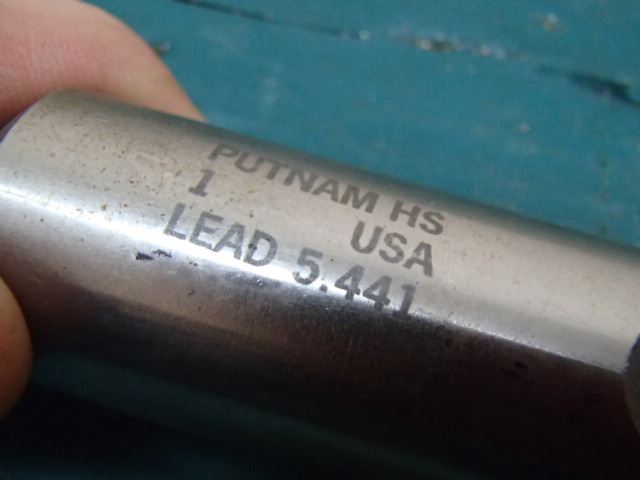 PUTNAM HS
1 USA
LEAD 5.441